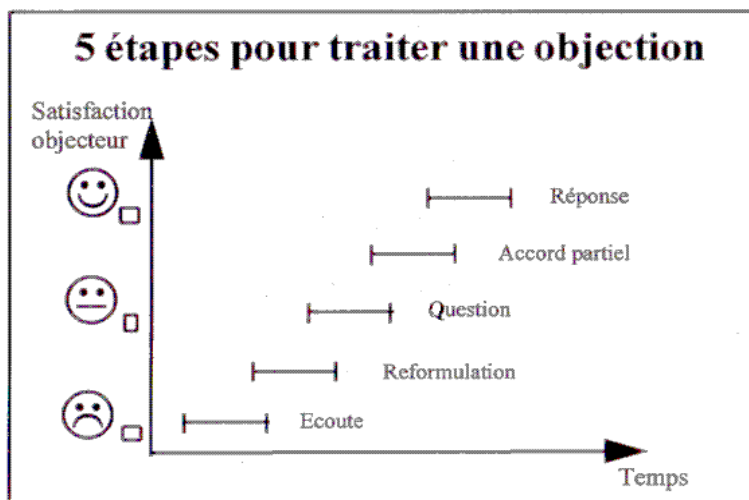 5 étapes pour traiter une objection
Satisfaction
objecteur
Réponse
Accord partiel
Question
Reformulation
Ecoute
Temps